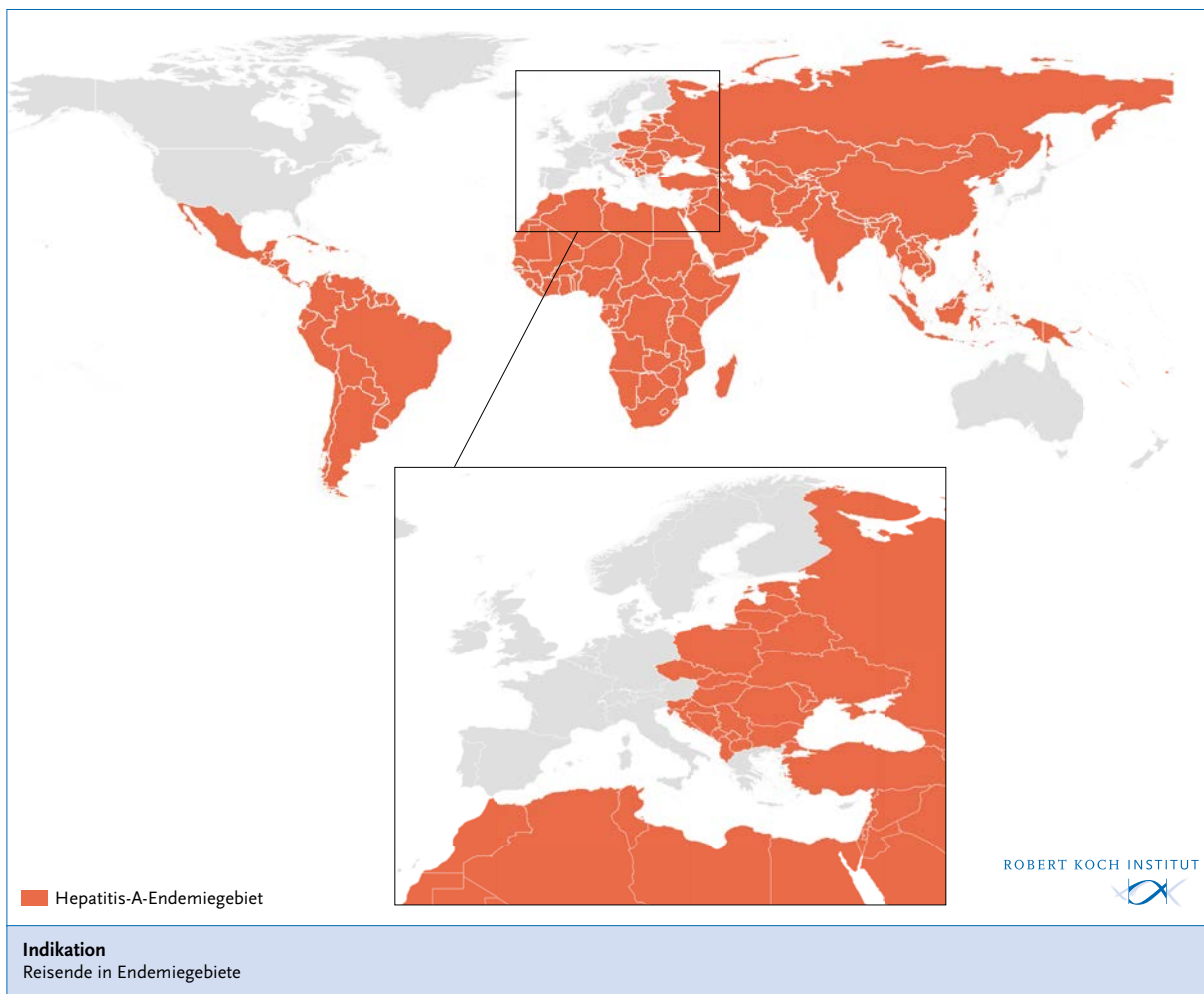 ROBERT KOCH INSTITUT
Hepatitis-A-Endemiegebiet
Indikation
Reisende in Endemiegebiete